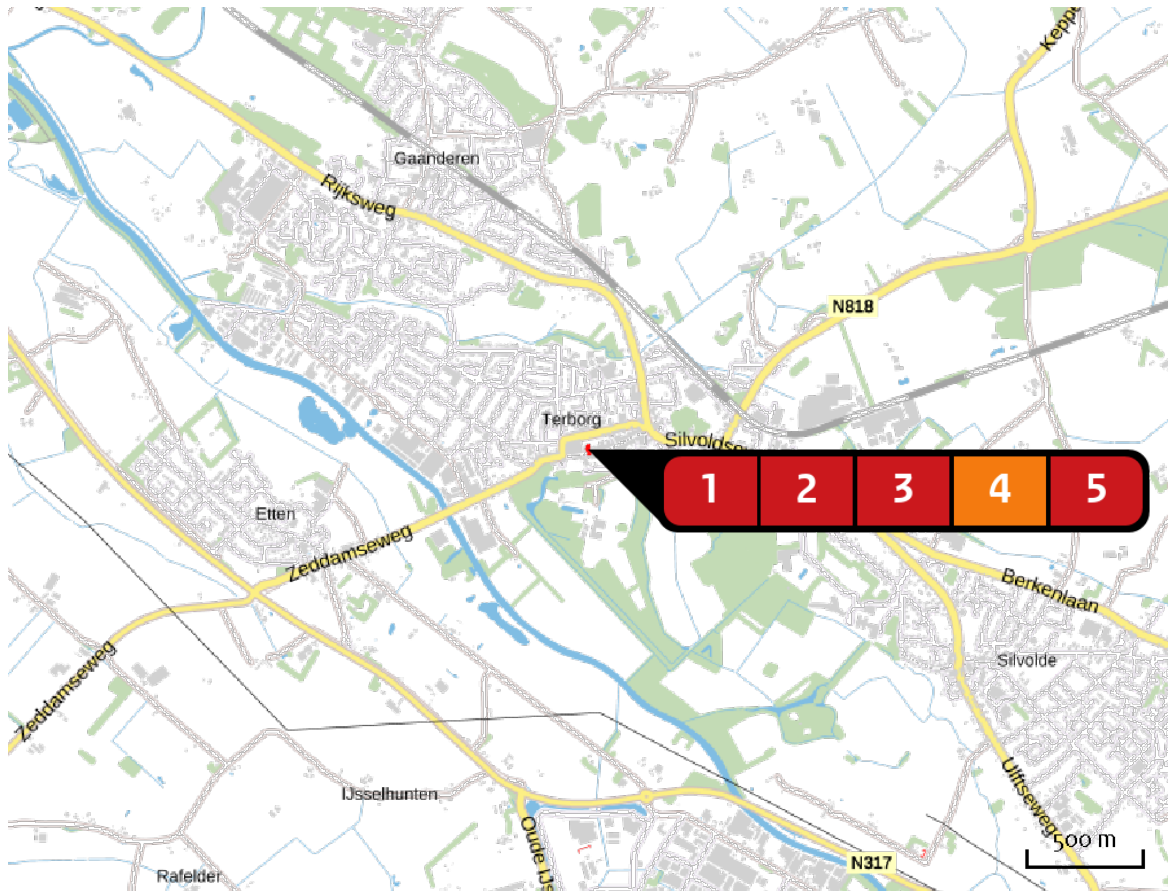 Keppe
Gaanderen
Rijksweg
N818
Terborg
Silvoldse
1 2 3 4 5
Etten
Zeddamseweg
Berkenlaan
Zeddamseweg
Silvolde
IJsselhunten
Ulftseweg
Oude IJs
500 m
N317
Rafelder